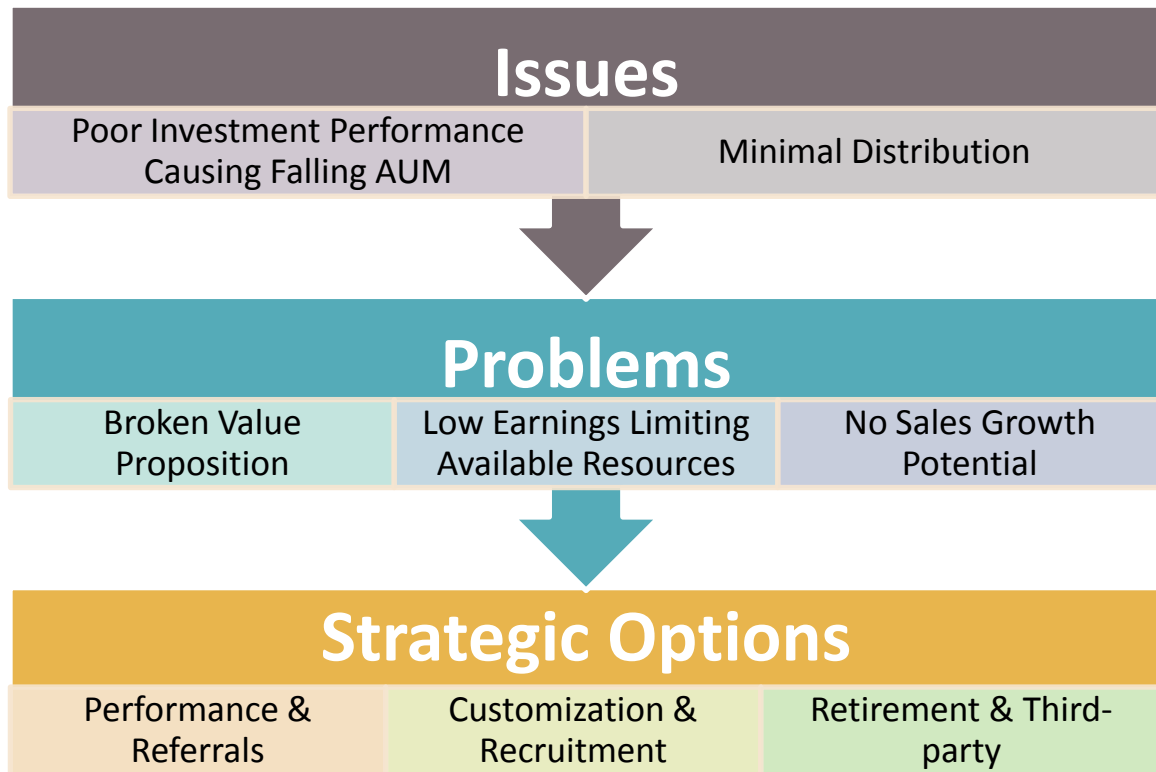 Issues
Poor Investment Performance
Causing Falling AUM
Minimal Distribution
Problems
Broken Value
Proposition
Low Earnings Limiting
Available Resources
No Sales Growth
Potential
Strategic Options
Performance &
Referrals
Customization &
Recruitment
Retirement & Third-
party